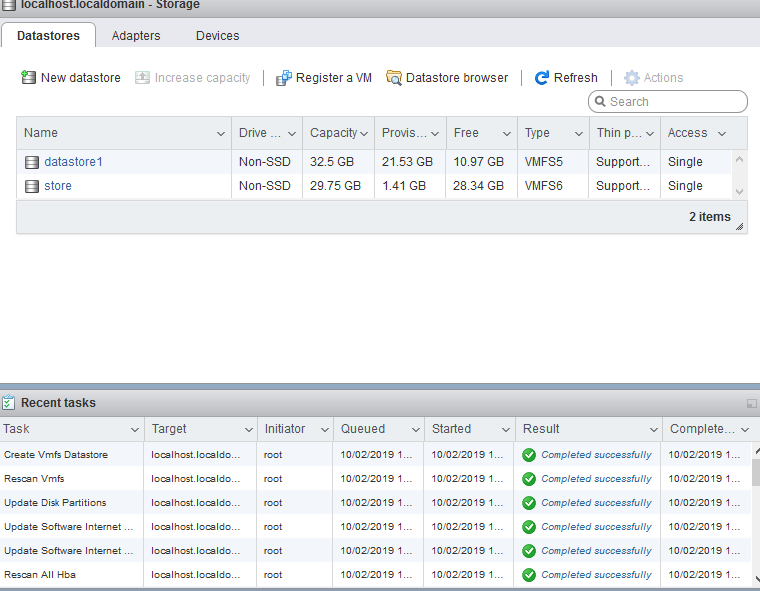 localhost.localdomain - Storage
Datastores Adapters Devices
New datastore Increase capacity Register a VM Datastore browser Refresh Actions
Search
Name Drive ... Capacity Provis... Free Type Thin p... Access
datastore1 Non-SSD 32.5 GB 21.53 GB 10.97 GB VMFS5 Support... Single
store Non-SSD 29.75 GB 1.41 GB 28.34 GB VMFS6 Support... Single
2 items
Recent tasks
Task Target Initiator Queued Started Result Complete...
Create Vmfs Datastore localhost.localdo... root 10/02/2019 1... 10/02/2019 1... Completed successfully 10/02/2019 1...
Rescan Vmfs localhost.localdo... root 10/02/2019 1... 10/02/2019 1... Completed successfully 10/02/2019 1...
Update Disk Partitions localhost.localdo... root 10/02/2019 1... 10/02/2019 1... Completed successfully 10/02/2019 1...
Update Software Internet ... localhost.localdo... root 10/02/2019 1... 10/02/2019 1... Completed successfully 10/02/2019 1...
Update Software Internet ... localhost.localdo... root 10/02/2019 1... 10/02/2019 1... Completed successfully 10/02/2019 1...
Rescan All Hba localhost.localdo... root 10/02/2019 1... 10/02/2019 1... Completed successfully 10/02/2019 1...